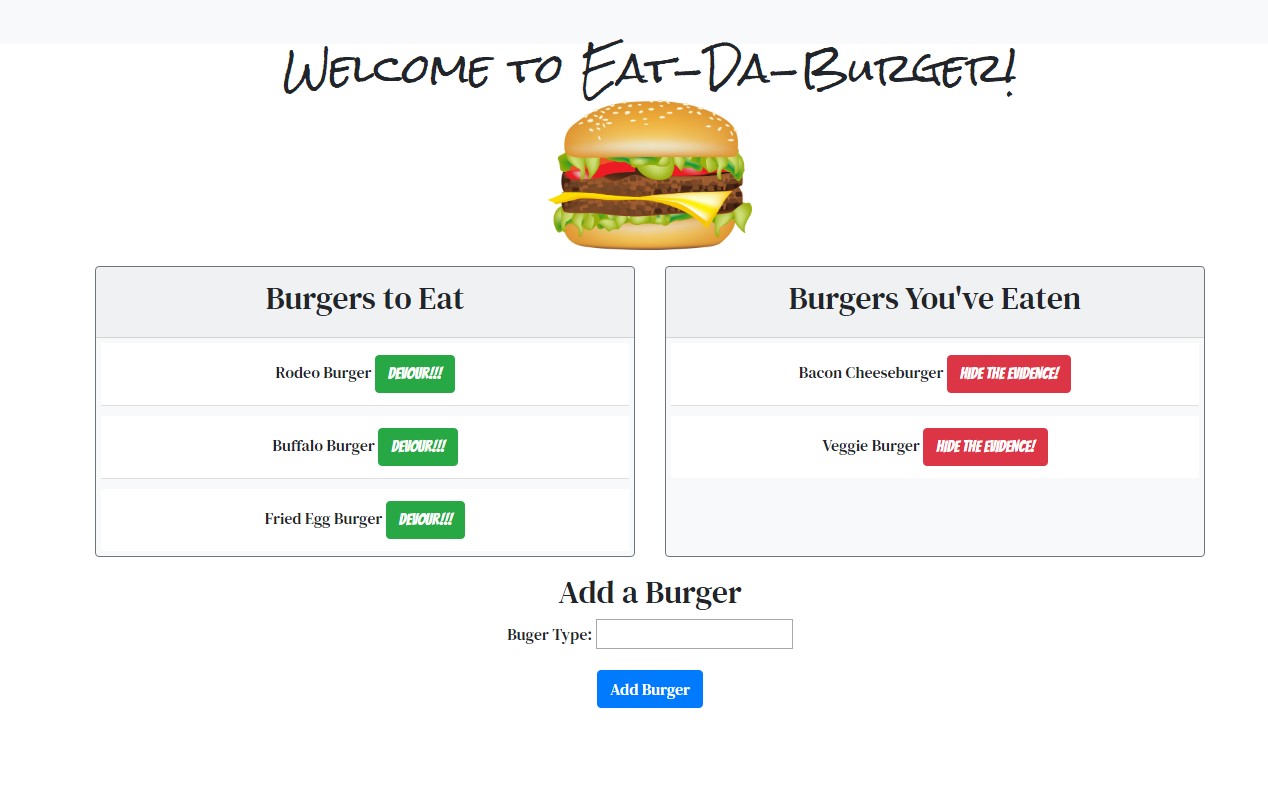 Welcome to Eat-Da-Burger!
Burgers to Eat
Rodeo Burger DEVOUR!!!
Buffalo Burger DEVOUR!!!
Fried Egg Burger DEVOUR!!!
Burgers You've Eaten
Bacon Cheeseburger HIDE THE EVIDENCE!
Veggie Burger HIDE THE EVIDENCE!
Add a Burger
Buger Type:
Add Burger